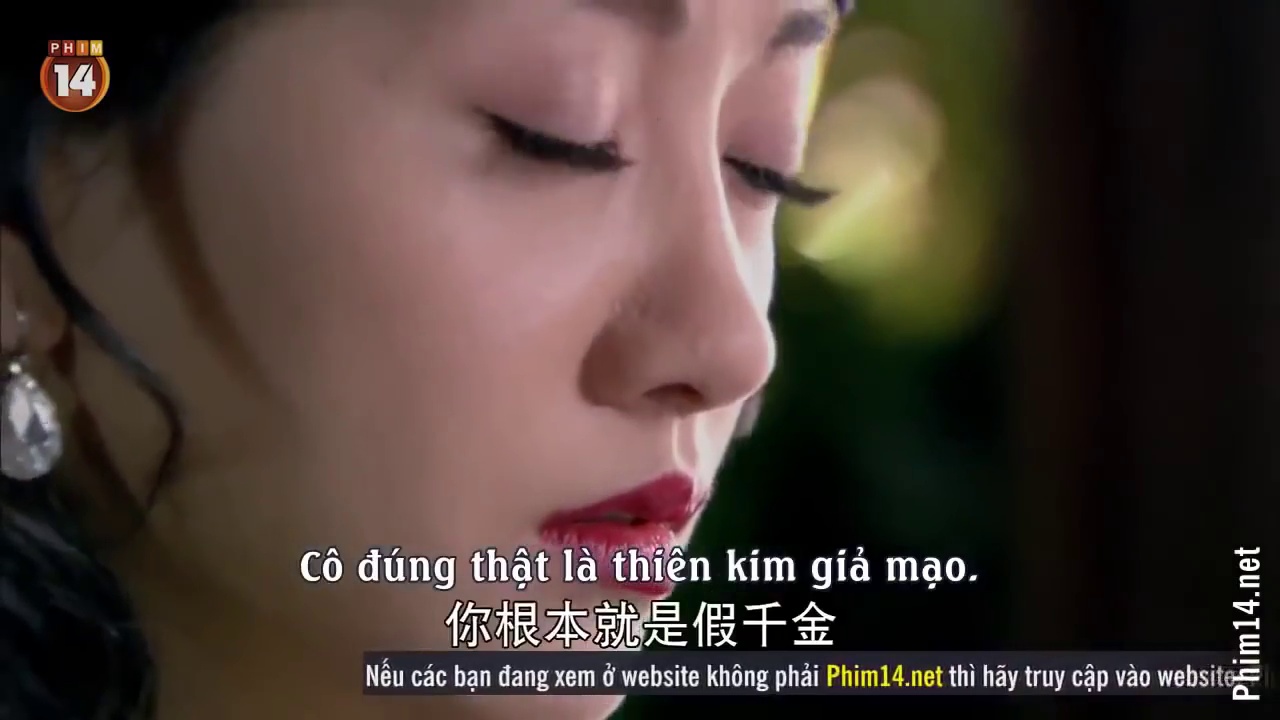 PHIM
14
Cô đúng thật là thiên kim giả mạo.
你根本就是假千金
Nếu các bạn đang xem ở website không phải Phim14.net thì hãy truy cập vào website
Phim14.net